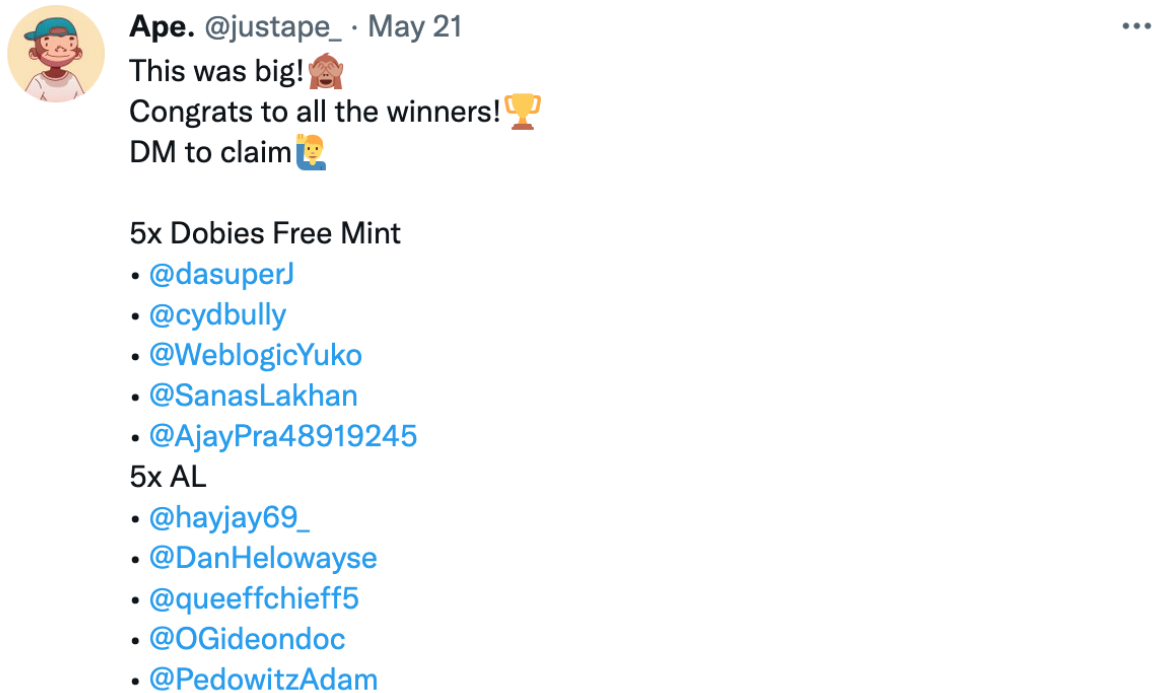 Ape. @justape_ · May 21
This was big!🙈
Congrats to all the winners!🏆
DM to claim🙋‍♂️
5x Dobies Free Mint
• @dasuperJ
• @cydbully
• @WeblogicYuko
• @SanasLakhan
• @AjayPra48919245
5x AL
• @hayjay69_
• @DanHelowayse
• @queeffchieff5
• @OGideondoc
• @PedowitzAdam